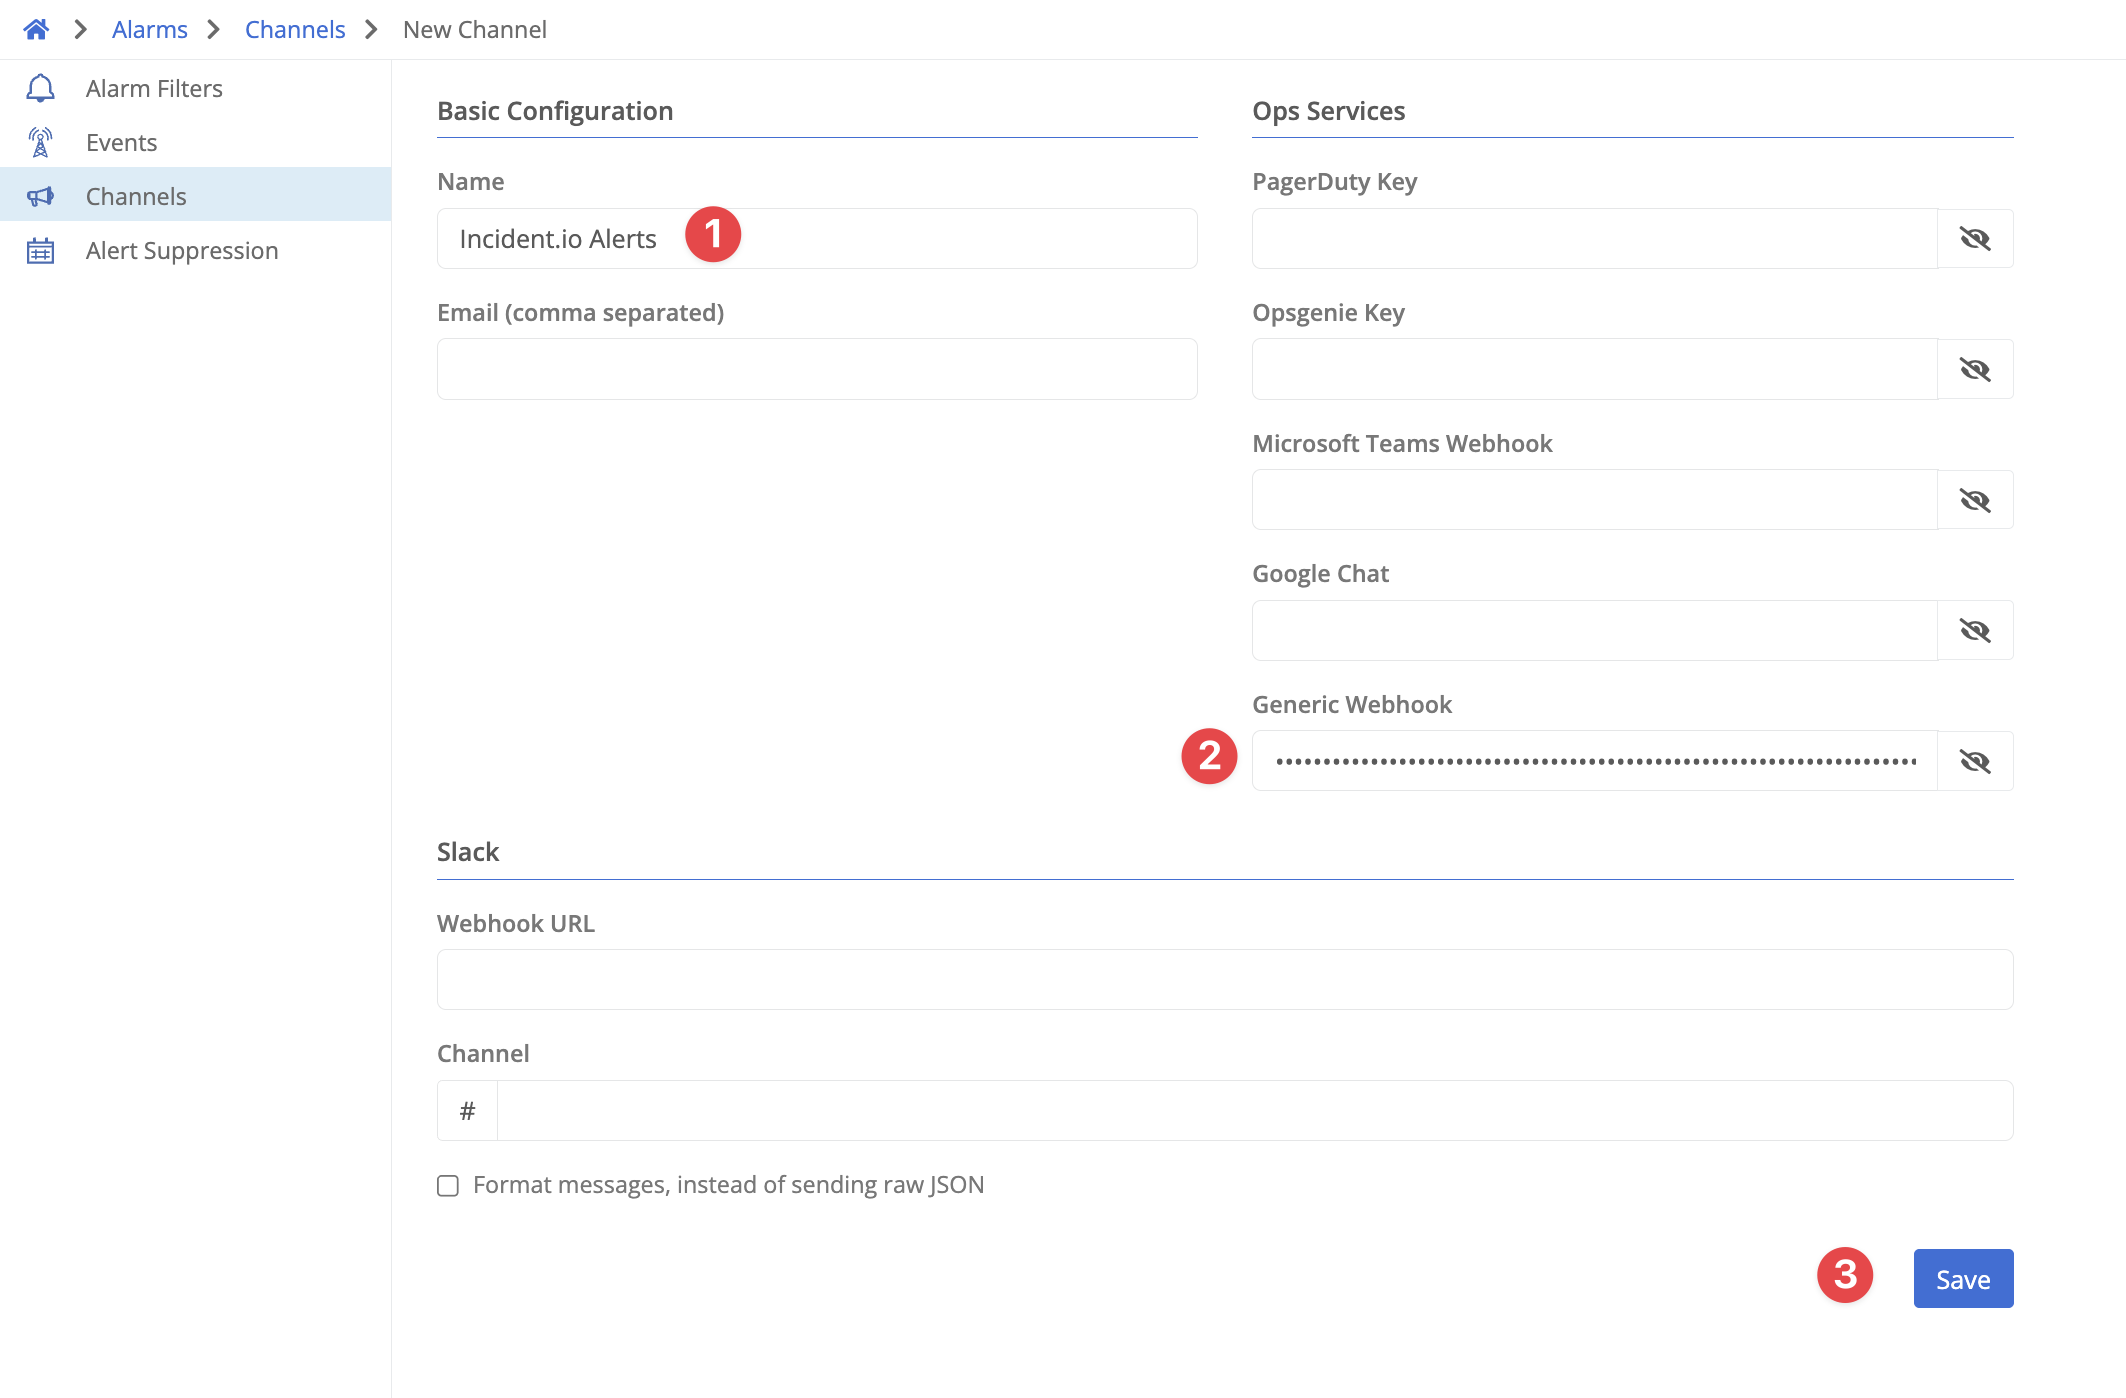 Alarms > Channels > New Channel
Alarm Filters
Events
Channels
Alert Suppression
Basic Configuration
Name
Incident.io Alerts 1
Email (comma separated)
Ops Services
PagerDuty Key
Opsgenie Key
Microsoft Teams Webhook
Google Chat
Generic Webhook
2
Slack
Webhook URL
Channel
#
Format messages, instead of sending raw JSON
3 Save